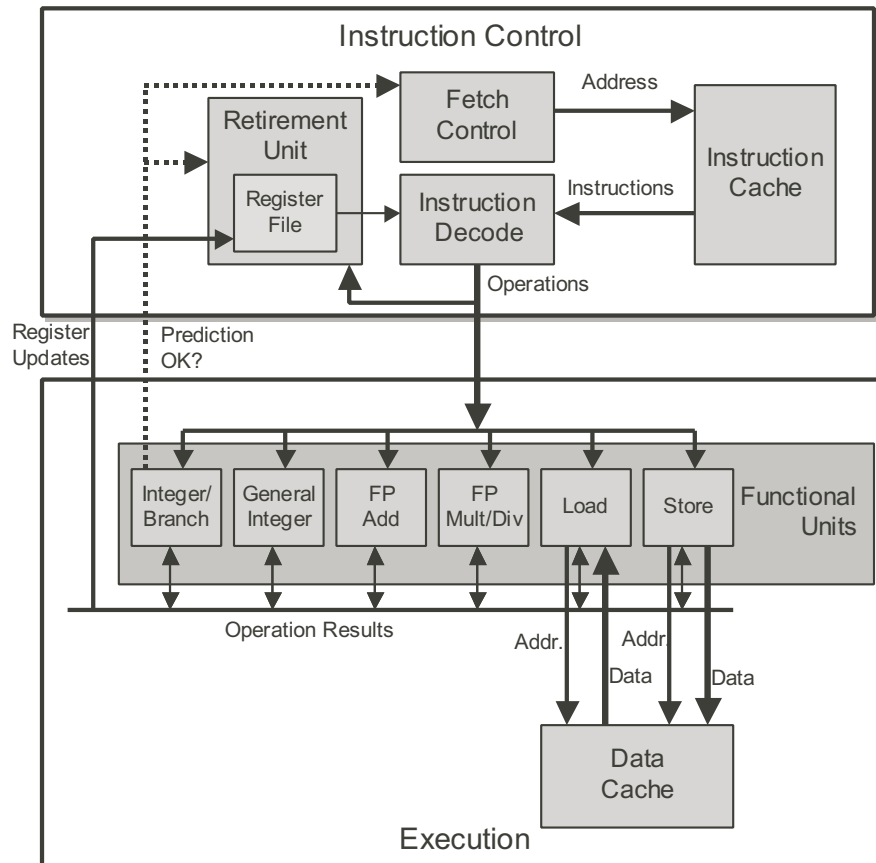 Instruction Control
Fetch
Control
Address
Retirement
Unit
Instruction
Cache
Register
File
Instruction
Decode
Instructions
Operations
Register
Updates
Prediction
OK?
Integer/
Branch
General
Integer
FP
Add
FP
Mult/Div
Load
Store
Functional
Units
Operation Results
Addr.
Addr.
Data
Data
Data
Cache
Execution